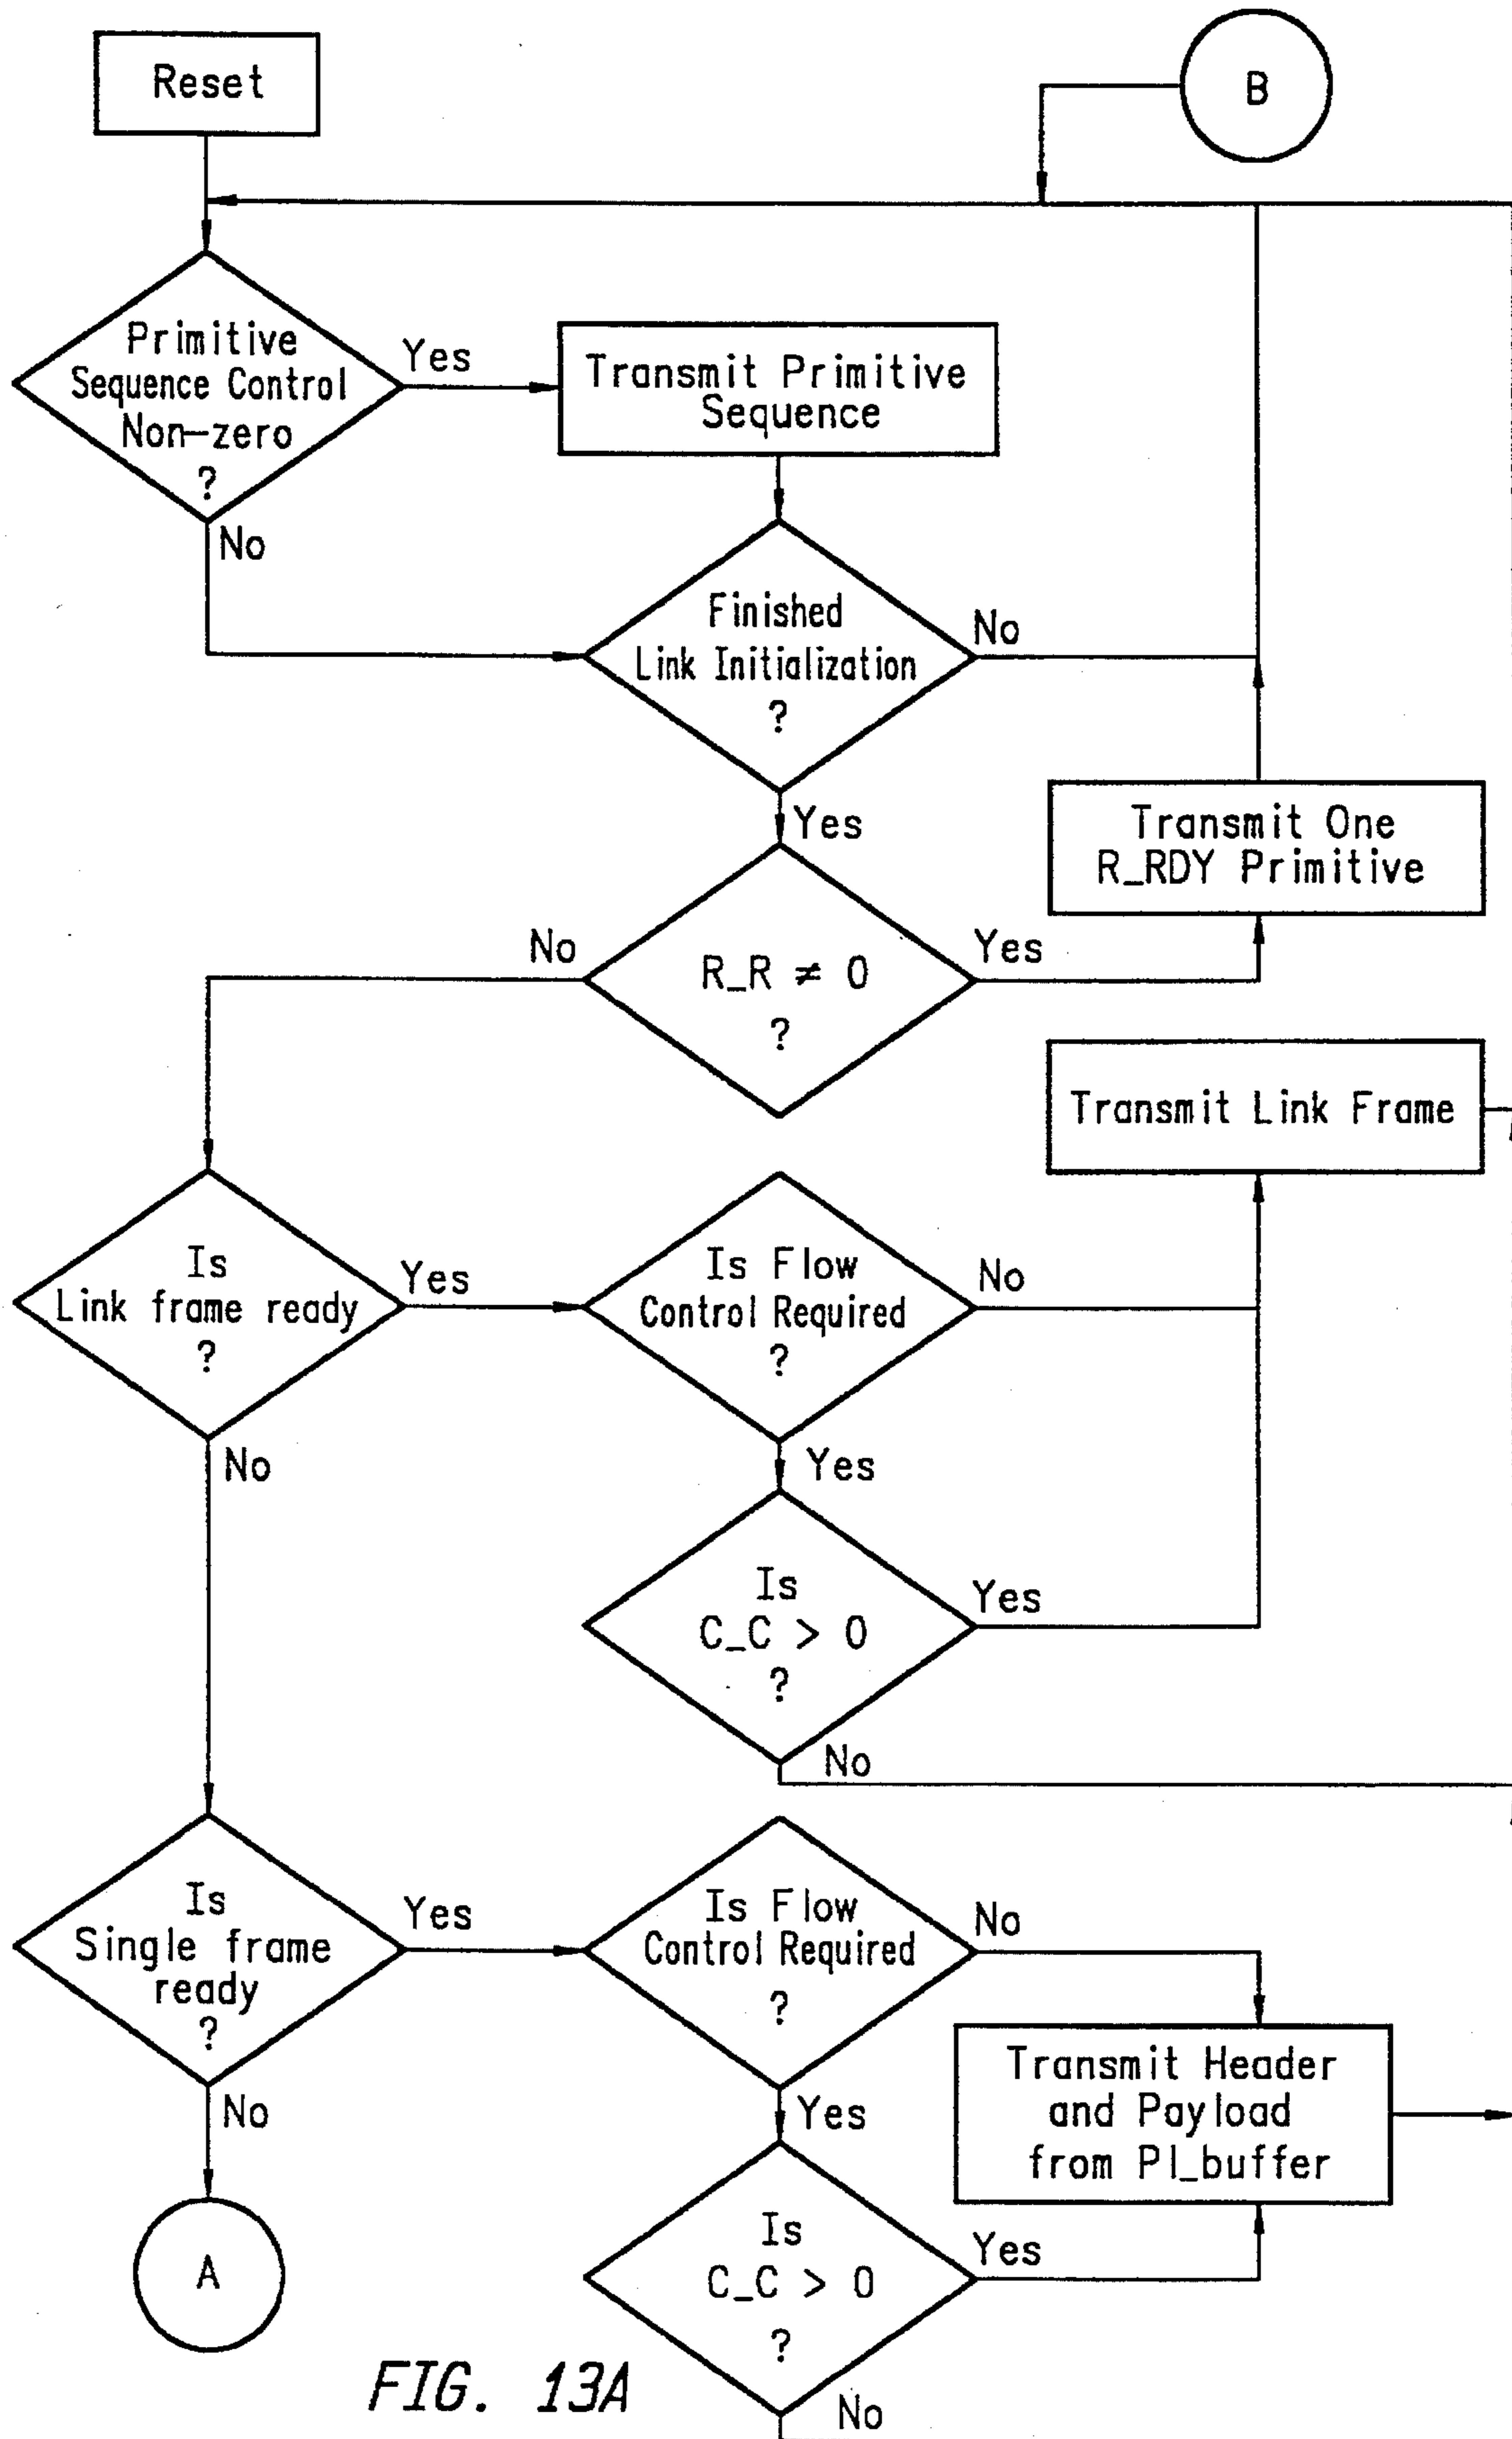 Reset
B
Primitive
Sequence Control
Non-zero
?
Yes
No
Transmit Primitive
Sequence
Finished
Link Initialization
?
No
Yes
Transmit One
R_RDY Primitive
R_R ≠ 0
?
No
Yes
Transmit Link Frame
Is
Link frame ready
?
Yes
No
Is Flow
Control Required
?
No
Yes
Is
C_C > 0
?
Yes
No
Is
Single frame
ready
?
Yes
No
Is Flow
Control Required
?
No
Yes
Transmit Header
and Payload
from Pl_buffer
Is
C_C > 0
?
Yes
No
A
FIG. 13A